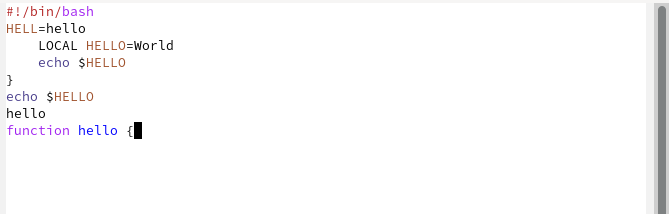 #!/bin/bash
HELL=hello
    LOCAL HELLO=World
    echo $HELLO
}
echo $HELLO
hello
function hello {